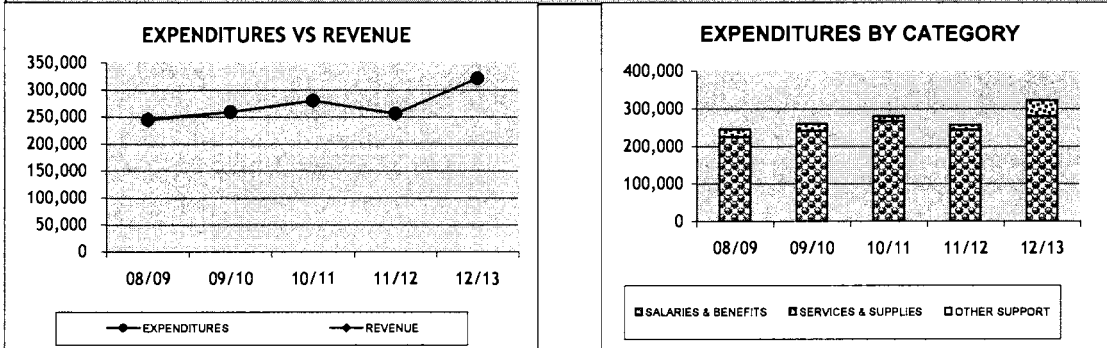 EXPENDITURES VS REVENUE
350,000
300,000
250,000
200,000
150,000
100,000
50,000
0
08/09 09/10 10/11 11/12 12/13
EXPENDITURES REVENUE
EXPENDITURES BY CATEGORY
400,000
300,000
200,000
100,000
0
08/09 09/10 10/11 11/12 12/13
SALARIES & BENEFITS SERVICES & SUPPLIES OTHER SUPPORT